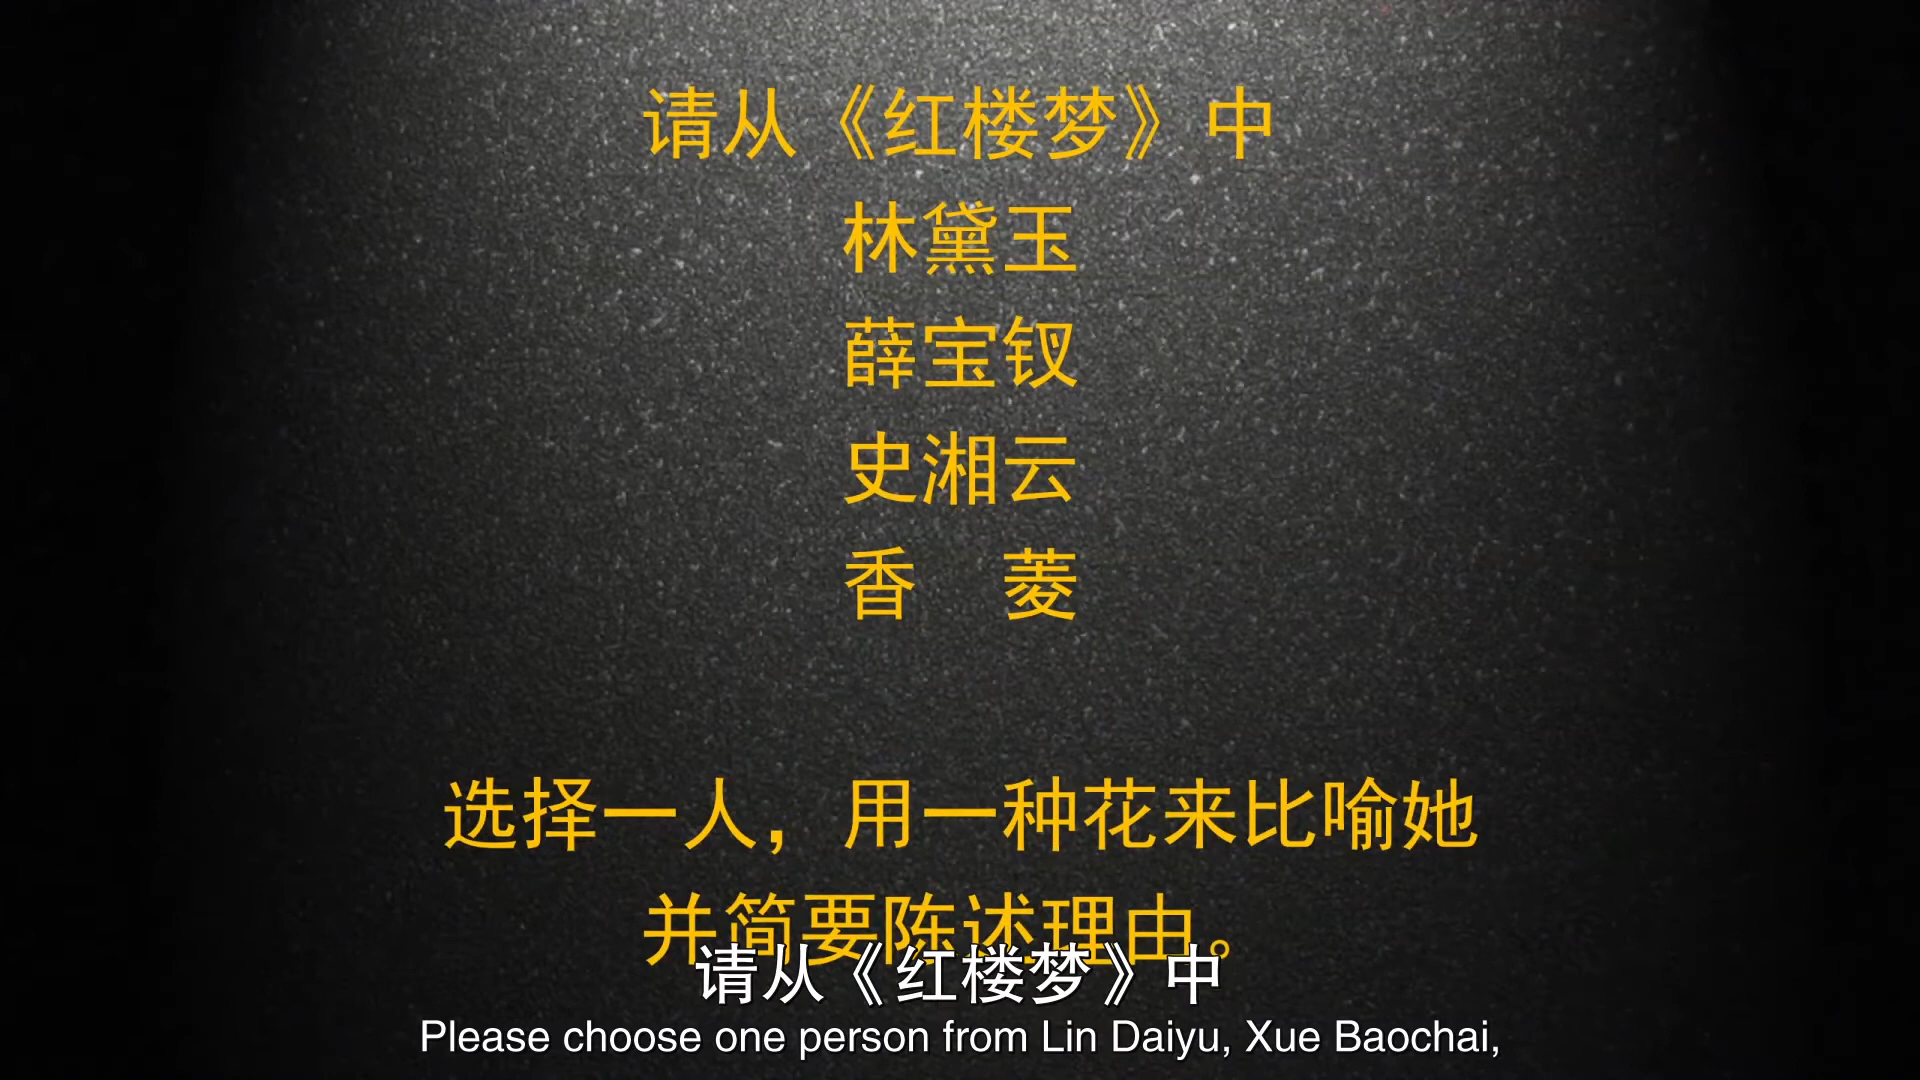 请从《红楼梦》中
林黛玉
薛宝钗
史湘云
香　菱
选择一人，用一种花来比喻她
并简要陈述理由。
请从《红楼梦》中
Please choose one person from Lin Daiyu, Xue Baochai,